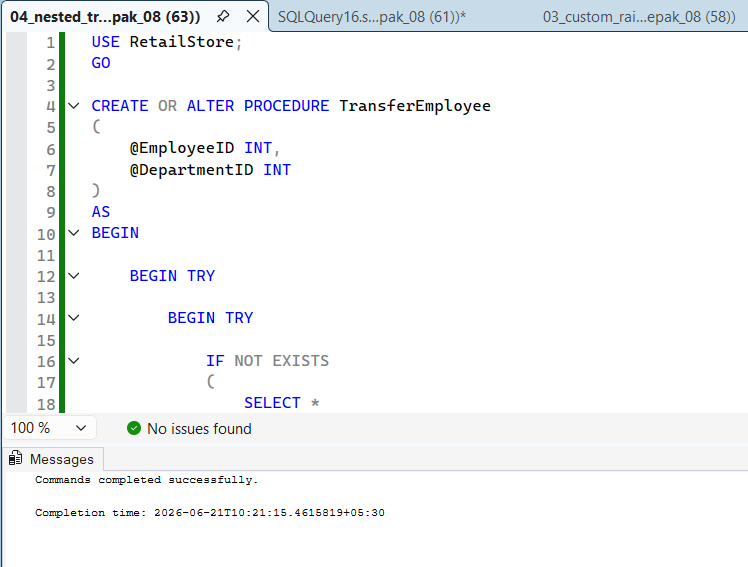 04_nested_tr...pak_08 (63)) SQLQuery16.s...pak_08 (61))* 03_custom_rai...epak_08 (58))
1 USE RetailStore;
2 GO
3
4 CREATE OR ALTER PROCEDURE TransferEmployee
5 (
6 @EmployeeID INT,
7 @DepartmentID INT
8 )
9 AS
10 BEGIN
11
12 BEGIN TRY
13
14 BEGIN TRY
15
16 IF NOT EXISTS
17 (
18 SELECT *
100 % No issues found
Messages
Commands completed successfully.
Completion time: 2026-06-21T10:21:15.4615819+05:30